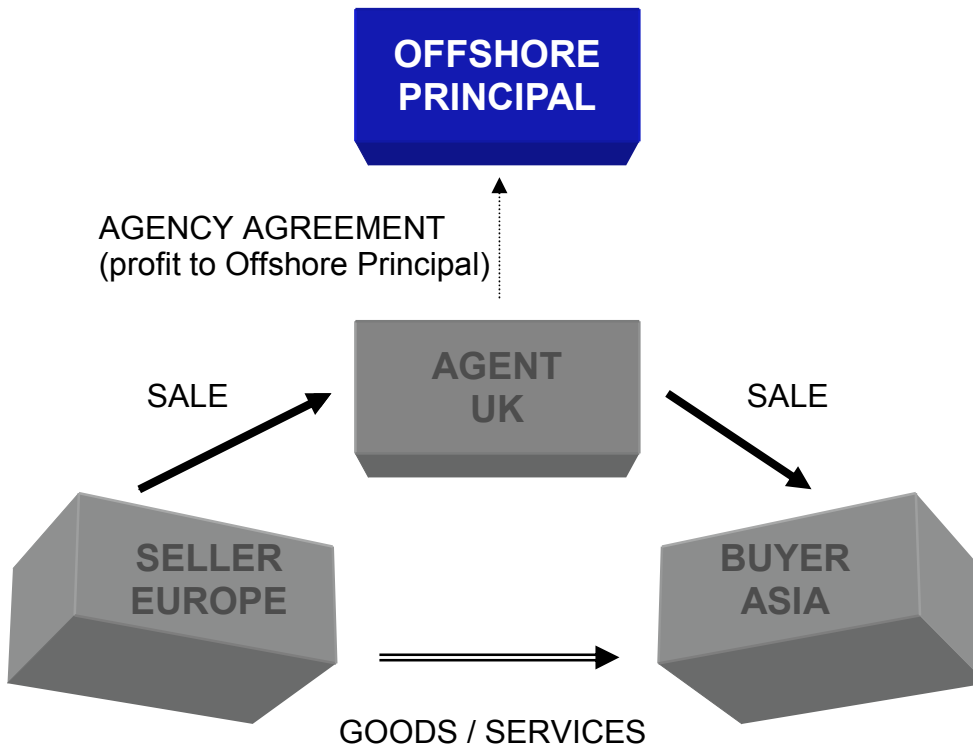 OFFSHORE
PRINCIPAL
AGENCY AGREEMENT
(profit to Offshore Principal)
AGENT
UK
SALE
SALE
SELLER
EUROPE
BUYER
ASIA
GOODS / SERVICES